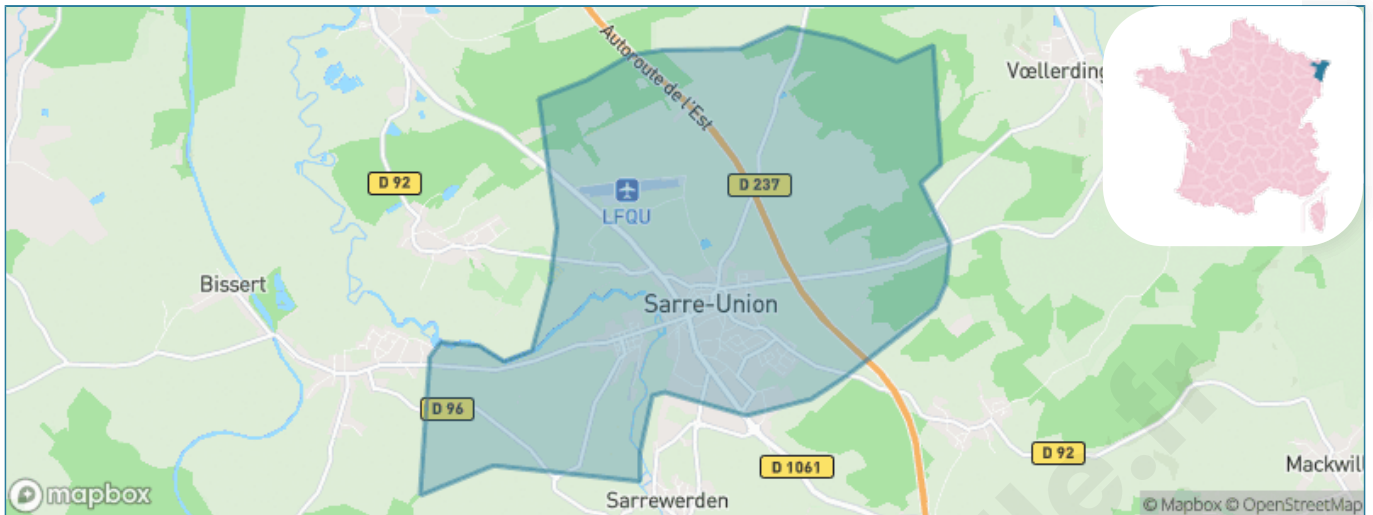 Autoroute de l'Est
Vœllerding
D 92
D 237
LFQU
Bissert
Sarre-Union
D 96
D 1061
D 92
Mackwill
Sarrewerden
mapbox
© Mapbox © OpenStreetMap